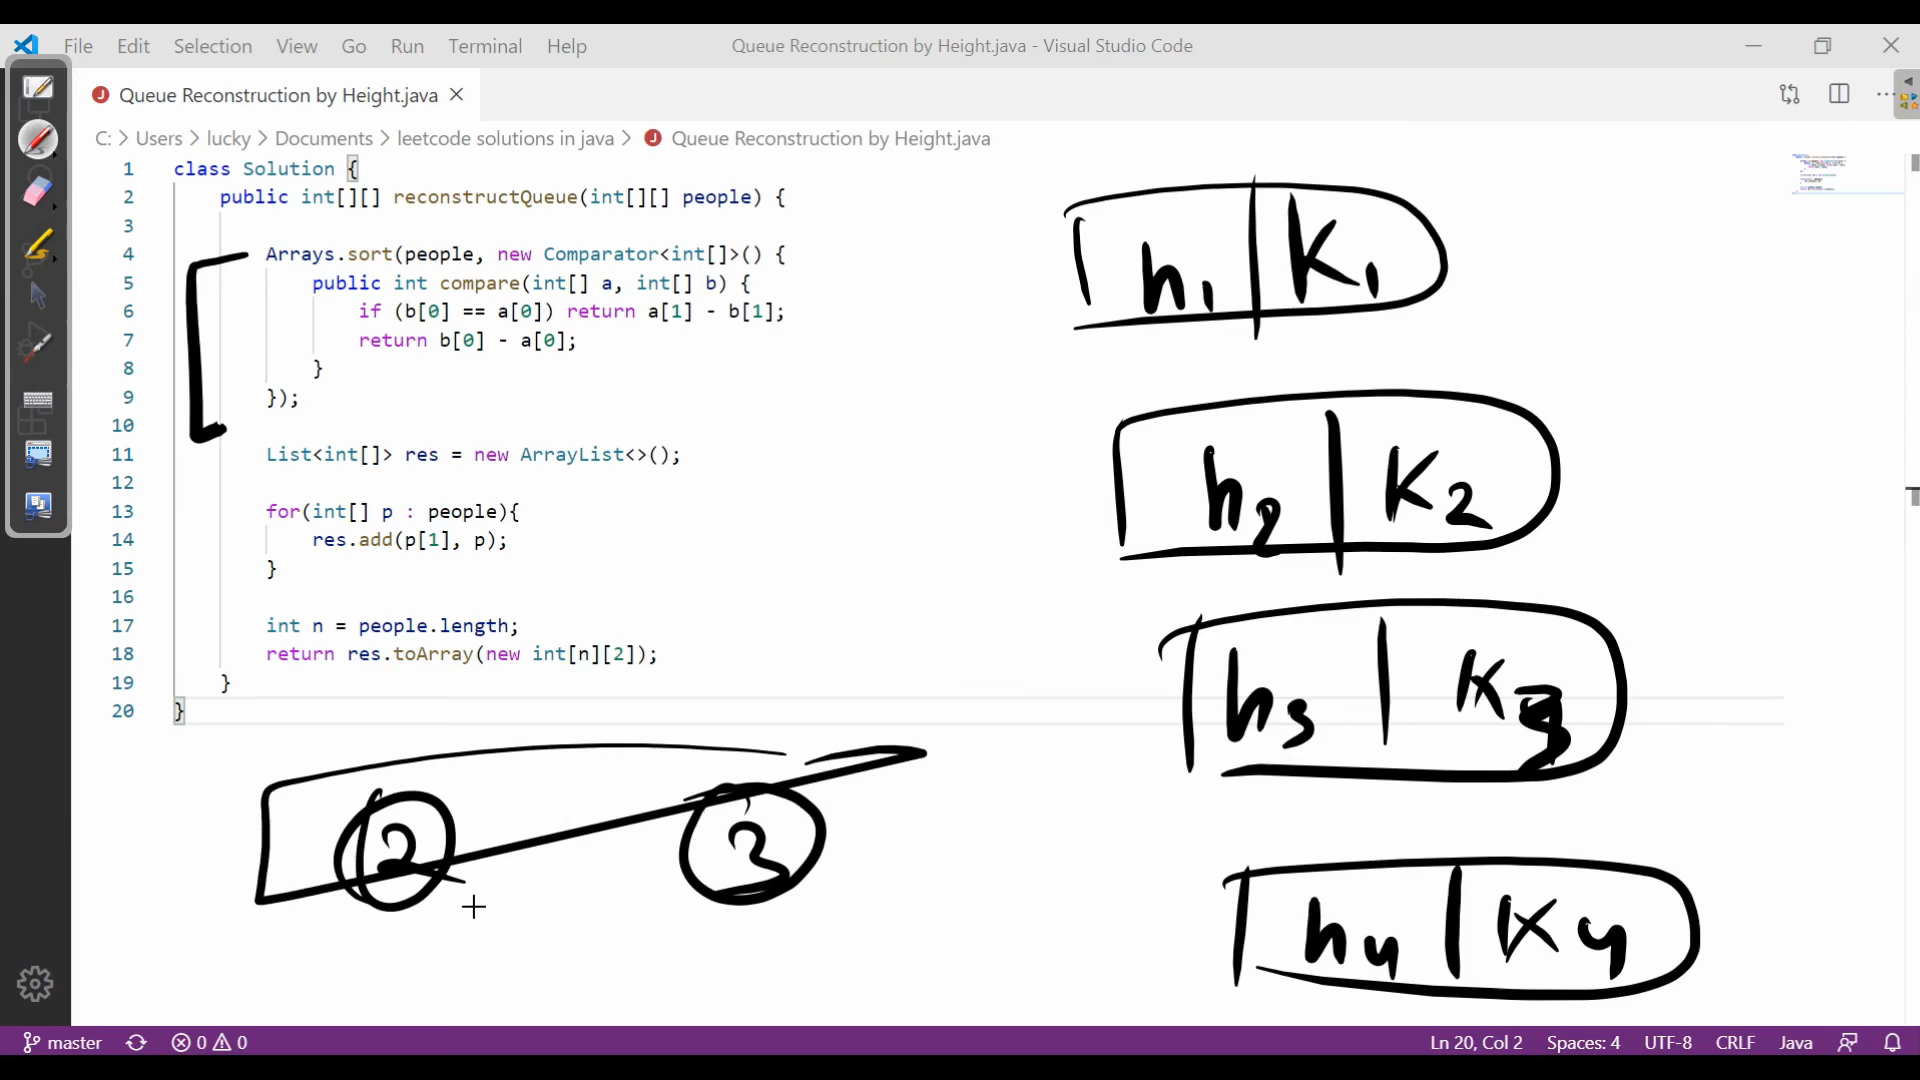 File Edit Selection View Go Run Terminal Help Queue Reconstruction by Height.java - Visual Studio Code
Queue Reconstruction by Height.java
C: > Users > lucky > Documents > leetcode solutions in java > Queue Reconstruction by Height.java
1 class Solution {
2 public int[][] reconstructQueue(int[][] people) {
3
4 Arrays.sort(people, new Comparator<int[]>() {
5 public int compare(int[] a, int[] b) {
6 if (b[0] == a[0]) return a[1] - b[1];
7 return b[0] - a[0];
8 }
9 });
10
11 List<int[]> res = new ArrayList<>();
12
13 for(int[] p : people){
14 res.add(p[1], p);
15 }
16
17 int n = people.length;
18 return res.toArray(new int[n][2]);
19 }
20 }
h1 | K1
h2 | K2
h3 | K3
h4 | K4
2 3
master 0 0 Ln 20, Col 2 Spaces: 4 UTF-8 CRLF Java